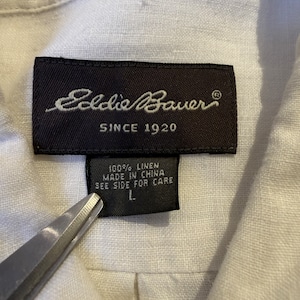 Eddie Bauer®
SINCE 1920
100% LINEN
MADE IN CHINA
SEE SIDE FOR CARE
L